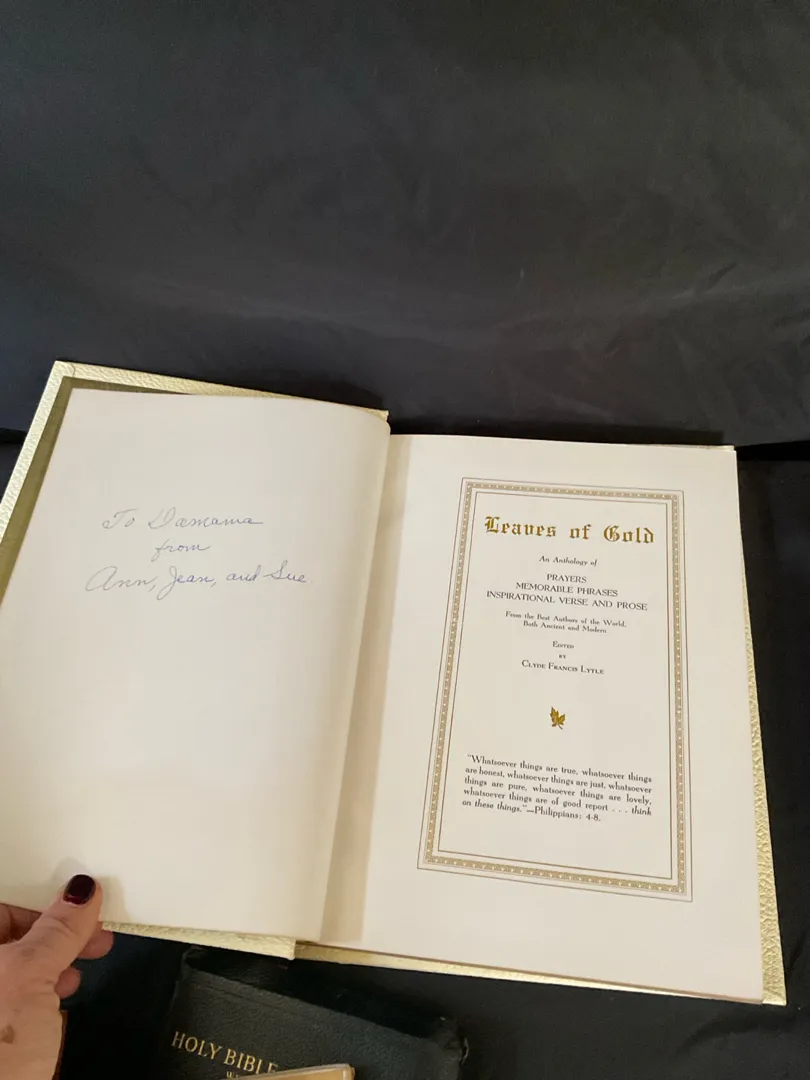 To Damama
from
Ann, Jean, and Sue
Leaves of Gold
An Anthology of
PRAYERS
MEMORABLE PHRASES
INSPIRATIONAL VERSE AND PROSE
From the Best Authors of the World,
Both Ancient and Modern
EDITED
BY
CLYDE FRANCIS LYTLE
"Whatsoever things are true, whatsoever things
are honest, whatsoever things are just, whatsoever
things are pure, whatsoever things are lovely,
whatsoever things are of good report . . . think
on these things."—Philippians: 4-8.
HOLY BIBLE